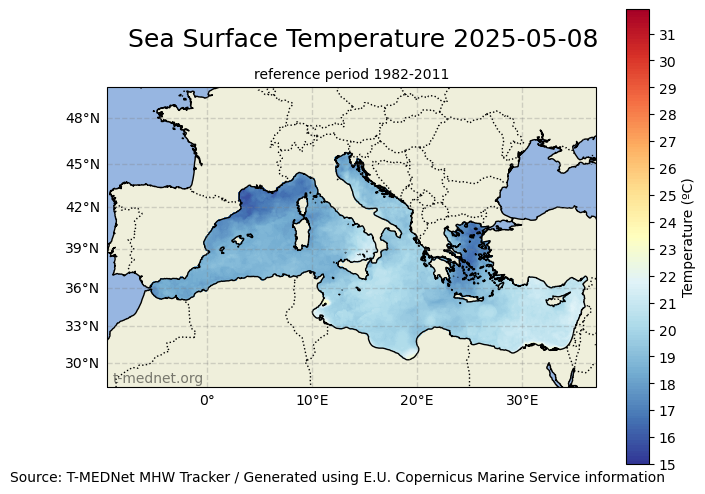 Sea Surface Temperature 2025-05-08
reference period 1982-2011
48°N
45°N
42°N
39°N
36°N
33°N
30°N
0°
10°E
20°E
30°E
t-mednet.org
31
30
29
28
27
26
25
24
23
22
21
20
19
18
17
16
15
Temperature (ºC)
Source: T-MEDNet MHW Tracker / Generated using E.U. Copernicus Marine Service information